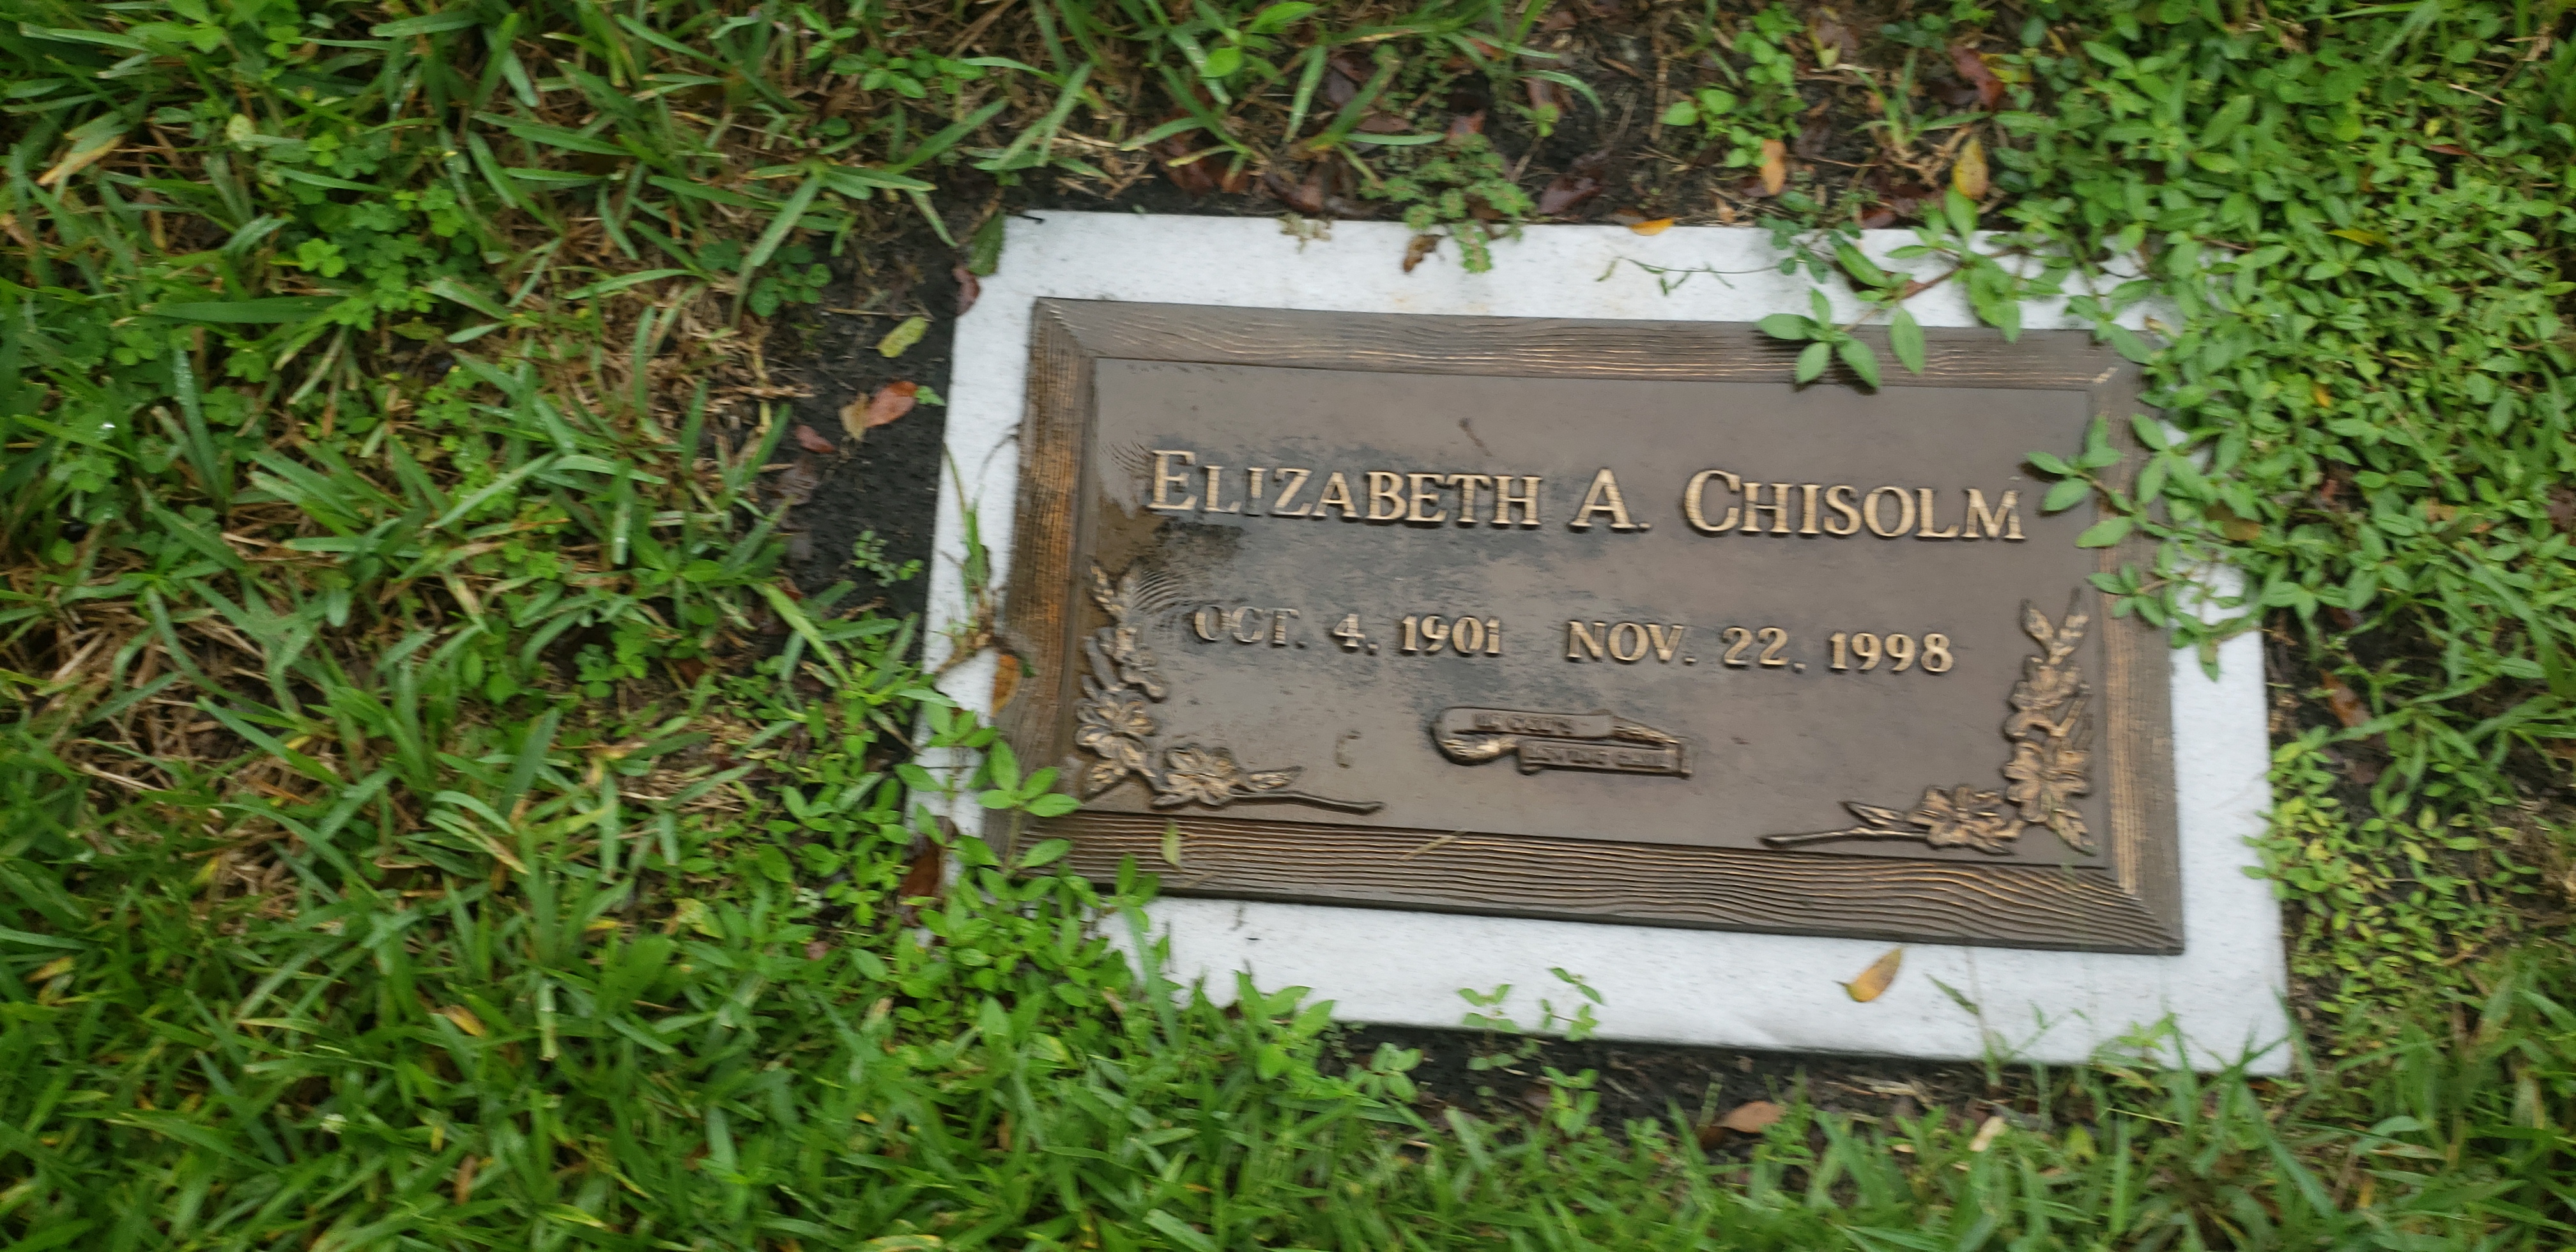 ELIZABETH A. CHISOLM
OCT. 4, 1901 NOV. 22, 1998